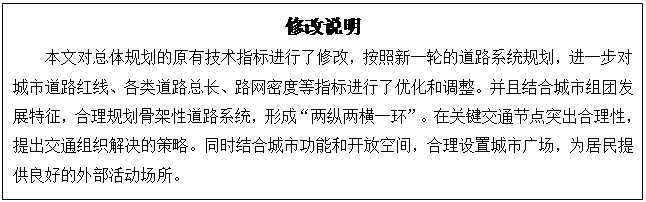 修改说明
本文对总体规划的原有技术指标进行了修改，按照新一轮的道路系统规划，进一步对
城市道路红线、各类道路总长、路网密度等指标进行了优化和调整。并且结合城市组团发
展特征，合理规划骨架性道路系统，形成“两纵两横一环”。在关键交通节点突出合理性，
提出交通组织解决的策略。同时结合城市功能和开放空间，合理设置城市广场，为居民提
供良好的外部活动场所。